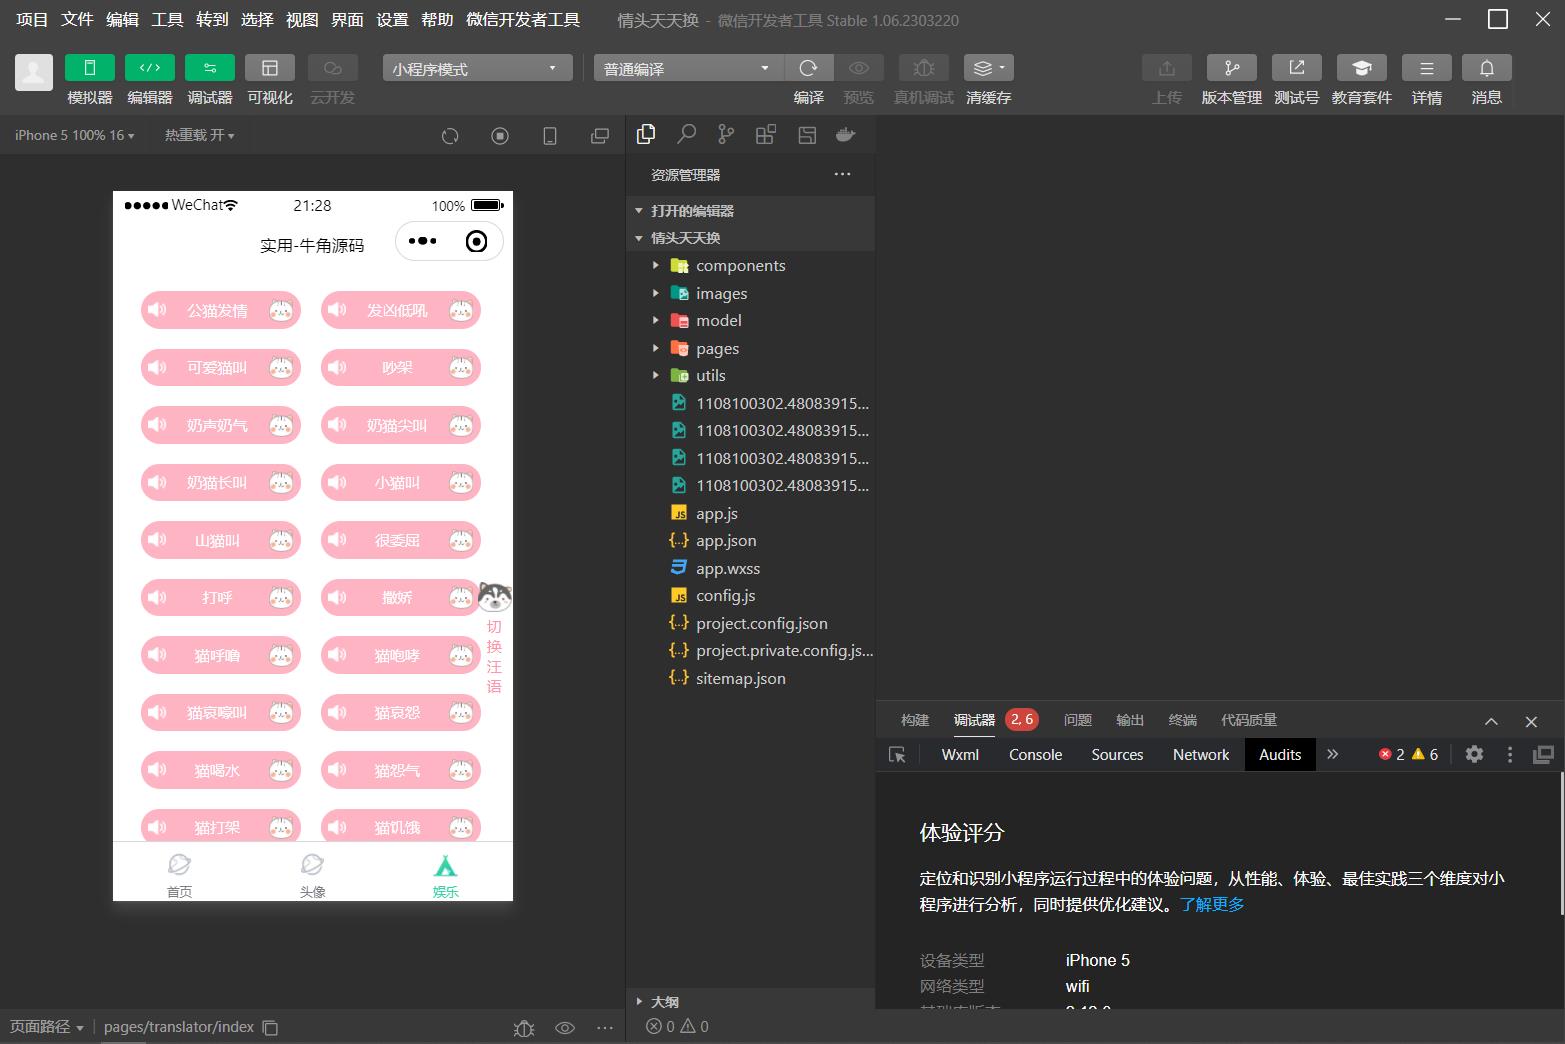 项目 文件 编辑 工具 转到 选择 视图 界面 设置 帮助 微信开发者工具 情头天天换 - 微信开发者工具 Stable 1.06.2303220
小程序模式 普通编译
模拟器 编辑器 调试器 可视化 云开发 编译 预览 真机调试 清缓存 上传 版本管理 测试号 教育套件 详情 消息
iPhone 5 100% 16 热重载 开
WeChat 21:28 100%
实用-牛角源码
公猫发情 发凶低吼
可爱猫叫 吵架
奶声奶气 奶猫尖叫
奶猫长叫 小猫叫
山猫叫 很委屈
打呼 撒娇
切换汪语
猫呼噜 猫咆哮
猫哀嚎叫 猫哀怨
猫喝水 猫怨气
猫打架 猫饥饿
首页 头像 娱乐
页面路径 pages/translator/index
资源管理器
打开的编辑器
情头天天换
components
images
model
pages
utils
1108100302.48083915...
1108100302.48083915...
1108100302.48083915...
1108100302.48083915...
app.js
app.json
app.wxss
config.js
project.config.json
project.private.config.js...
sitemap.json
大纲
0 0
构建 调试器 2, 6 问题 输出 终端 代码质量
Wxml Console Sources Network Audits 2 6
体验评分
定位和识别小程序运行过程中的体验问题，从性能、体验、最佳实践三个维度对小
程序进行分析，同时提供优化建议。了解更多
设备类型 iPhone 5
网络类型 wifi